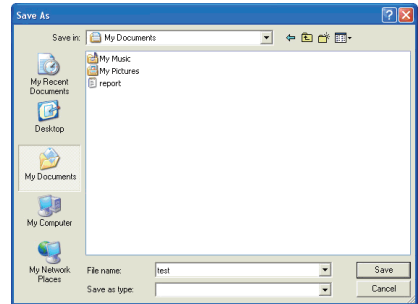 Save As
Save in:
My Documents
My Music
My Pictures
report
My Recent
Documents
Desktop
My Documents
My Computer
My Network
Places
File name:
test
Save
Save as type:
Cancel